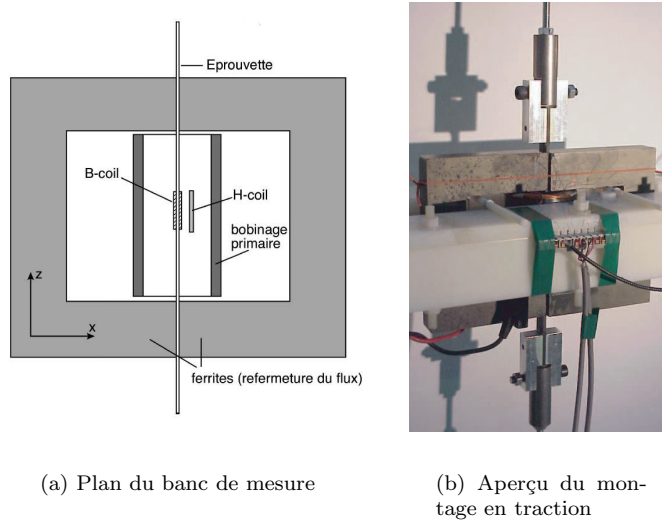 Eprouvette
B-coil
H-coil
bobinage
primaire
z
x
ferrites (refermeture du flux)
(a) Plan du banc de mesure
(b) Aperçu du mon-
tage en traction